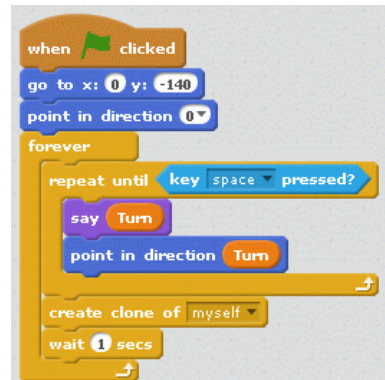 when clicked
go to x: 0 y: -140
point in direction 0
forever
repeat until key space pressed?
say Turn
point in direction Turn
create clone of myself
wait 1 secs